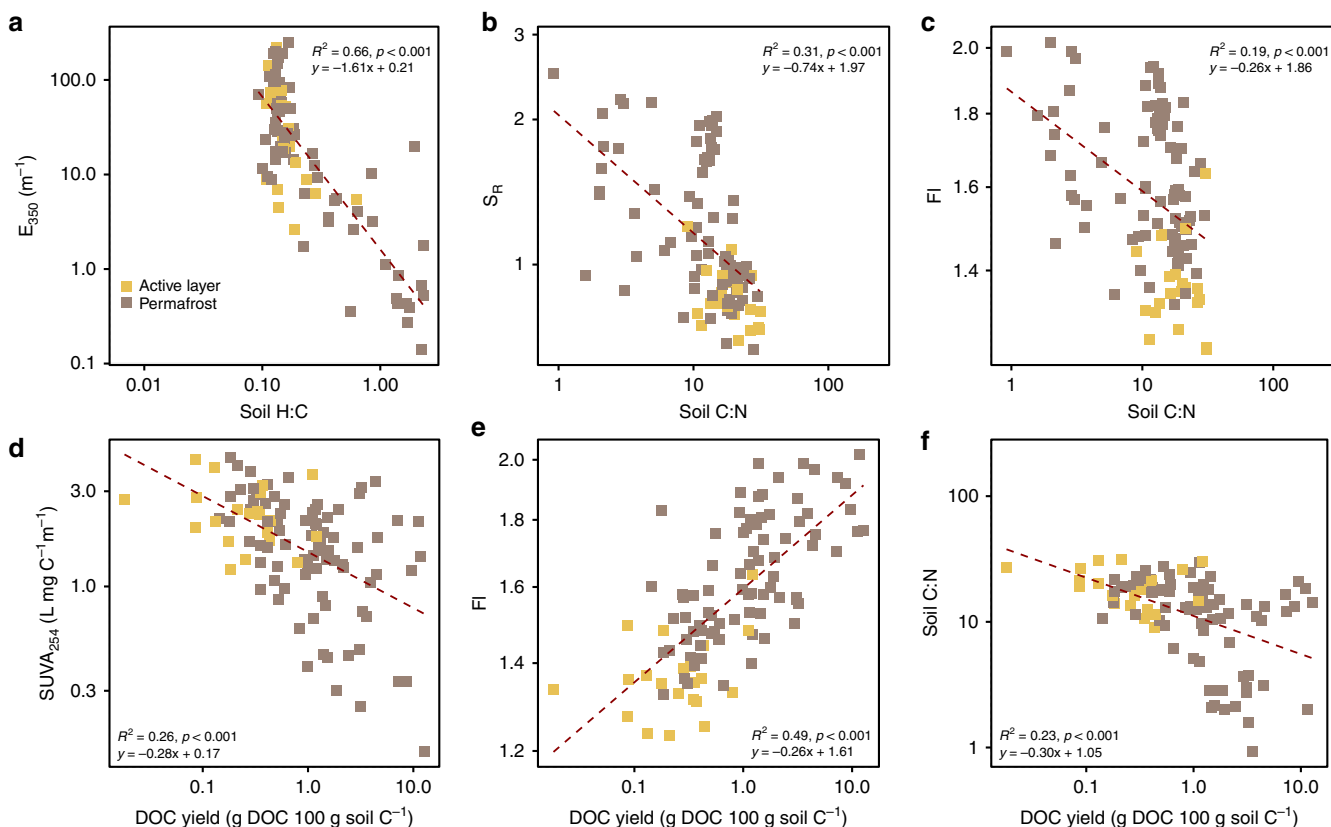 a
R² = 0.66, p < 0.001
y = −1.61x + 0.21
100.0
10.0
1.0
0.1
E₃₅₀ (m⁻¹)
Active layer
Permafrost
0.01
0.10
1.00
Soil H:C
b
R² = 0.31, p < 0.001
y = −0.74x + 1.97
3
2
1
S_R
1
10
100
Soil C:N
c
R² = 0.19, p < 0.001
y = −0.26x + 1.86
2.0
1.8
1.6
1.4
FI
1
10
100
Soil C:N
d
3.0
1.0
0.3
SUVA₂₅₄ (L mg C⁻¹m⁻¹)
R² = 0.26, p < 0.001
y = −0.28x + 0.17
0.1
1.0
10.0
DOC yield (g DOC 100 g soil C⁻¹)
e
2.0
1.8
1.6
1.4
1.2
FI
R² = 0.49, p < 0.001
y = −0.26x + 1.61
0.1
1.0
10.0
DOC yield (g DOC 100 g soil C⁻¹)
f
100
10
1
Soil C:N
R² = 0.23, p < 0.001
y = −0.30x + 1.05
0.1
1.0
10.0
DOC yield (g DOC 100 g soil C⁻¹)